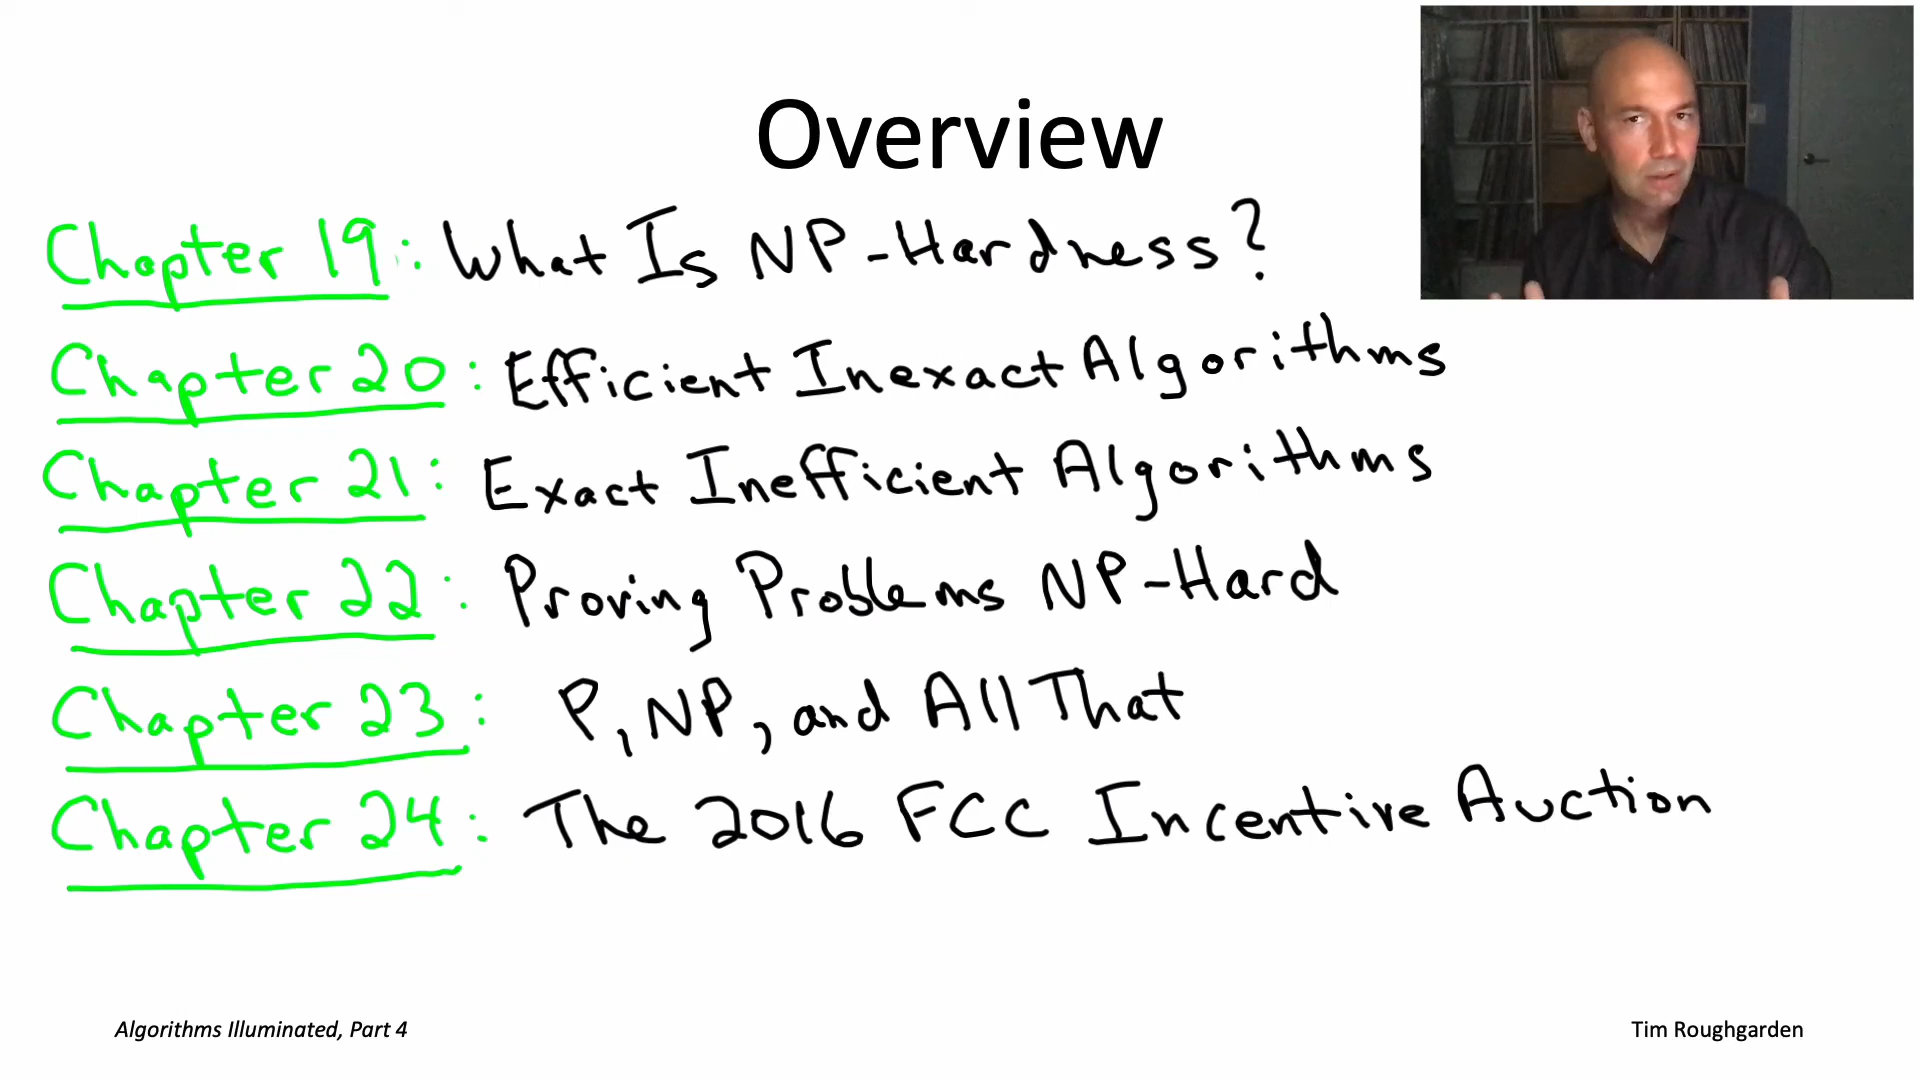 Overview
Chapter 19: What Is NP-Hardness?
Chapter 20: Efficient Inexact Algorithms
Chapter 21: Exact Inefficient Algorithms
Chapter 22: Proving Problems NP-Hard
Chapter 23: P, NP, and All That
Chapter 24: The 2016 FCC Incentive Auction
Algorithms Illuminated, Part 4
Tim Roughgarden